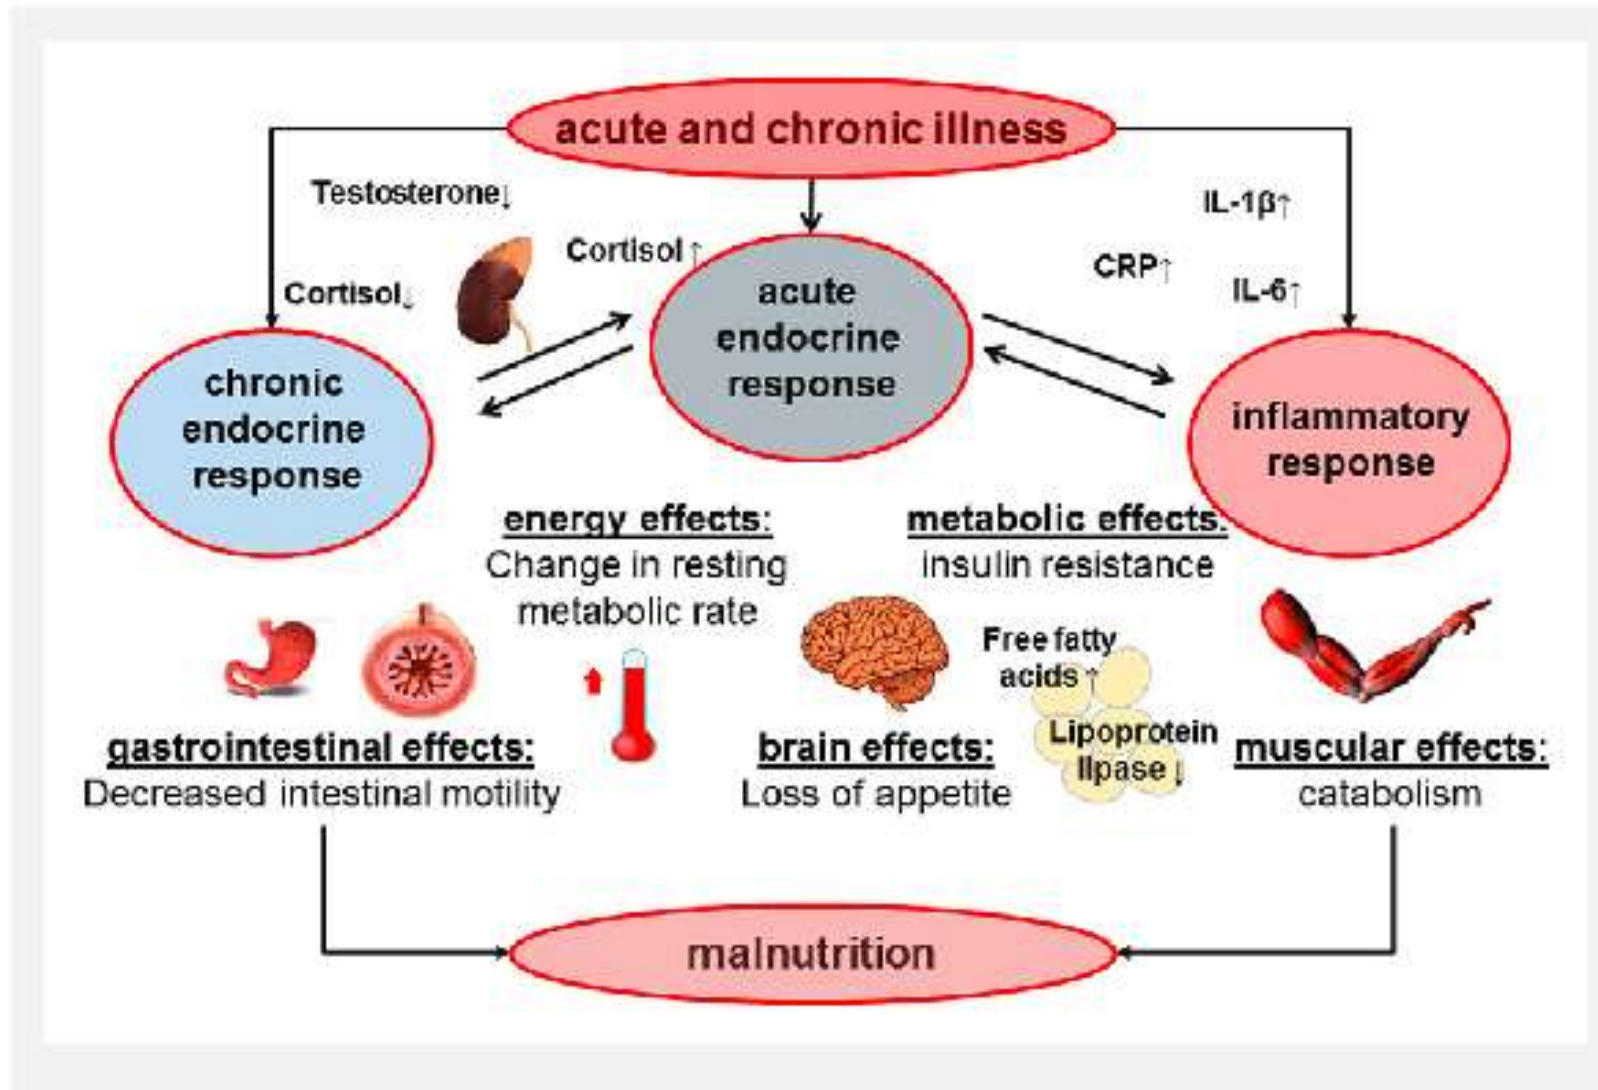 acute and chronic illness
Testosterone↓
Cortisol↓
Cortisol↑
IL-1β↑
CRP↑
IL-6↑
chronic
endocrine
response
acute
endocrine
response
inflammatory
response
energy effects:
Change in resting
metabolic rate
metabolic effects:
insulin resistance
Free fatty
acids↑
Lipoprotein
lipase↓
gastrointestinal effects:
Decreased intestinal motility
brain effects:
Loss of appetite
muscular effects:
catabolism
malnutrition